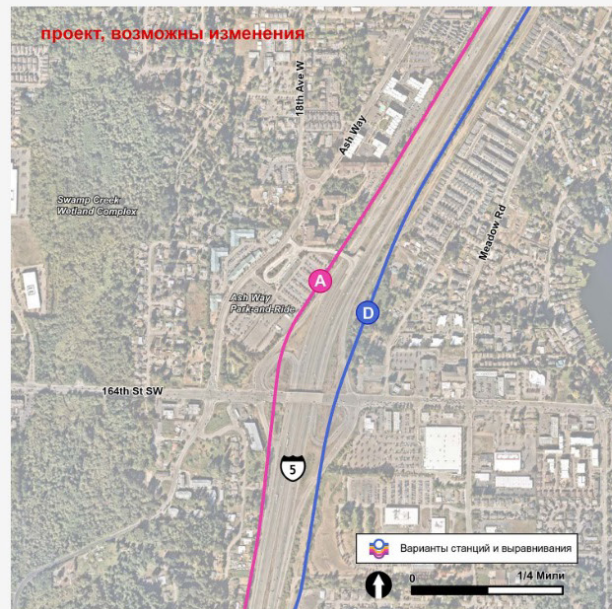 проект, возможны изменения
18th Ave W
Ash Way
Swamp Creek
Wetland Complex
Meadow Rd
A
Ash Way
Park-and-Ride
D
164th St SW
5
Варианты станций и выравнивания
0
1/4 Мили